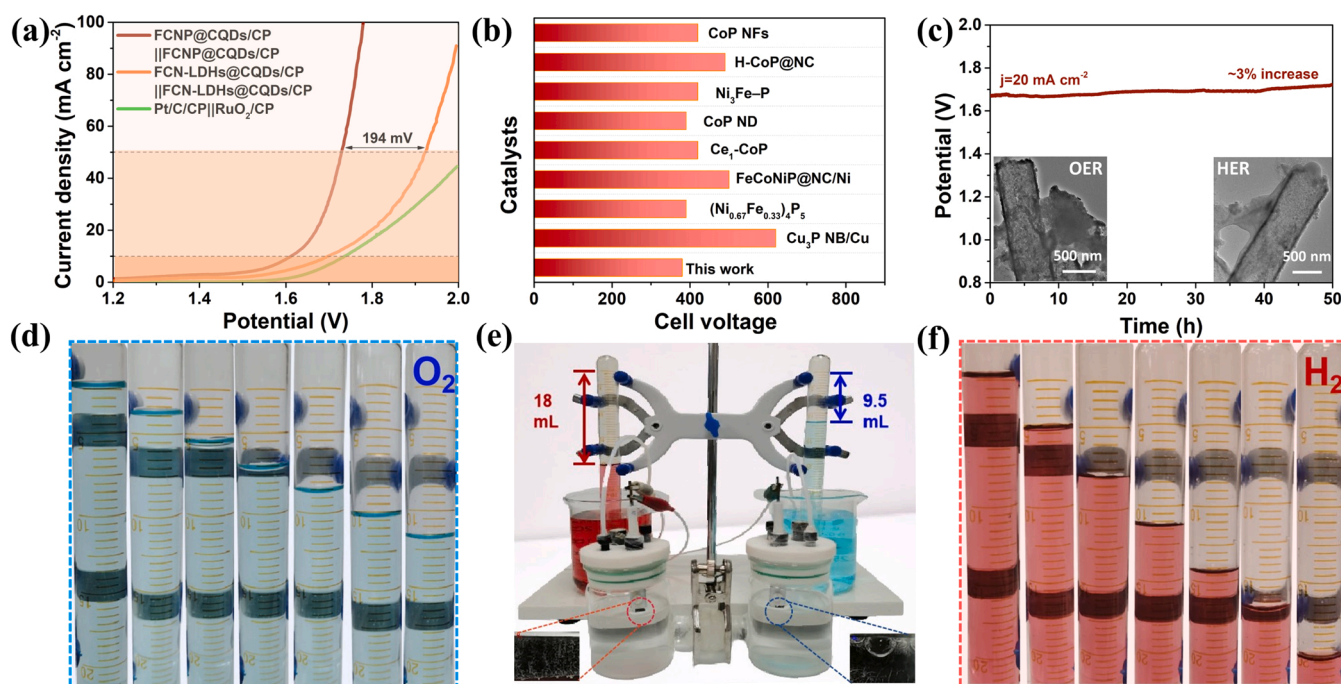 (a)
100
80
60
40
20
0
Current density (mA cm⁻²)
FCNP@CQDs/CP
||FCNP@CQDs/CP
FCN-LDHs@CQDs/CP
||FCN-LDHs@CQDs/CP
Pt/C/CP||RuO₂/CP
194 mV
1.2
1.4
1.6
1.8
2.0
Potential (V)
(b)
Catalysts
CoP NFs
H-CoP@NC
Ni₃Fe–P
CoP ND
Ce₁-CoP
FeCoNiP@NC/Ni
(Ni₀.₆₇Fe₀.₃₃)₄P₅
Cu₃P NB/Cu
This work
0
200
400
600
800
Cell voltage
(c)
2.0
1.8
1.6
1.4
1.2
1.0
0.8
Potential (V)
j=20 mA cm⁻²
~3% increase
OER
500 nm
HER
500 nm
0
10
20
30
40
50
Time (h)
(d)
O₂
(e)
18
mL
9.5
mL
(f)
H₂